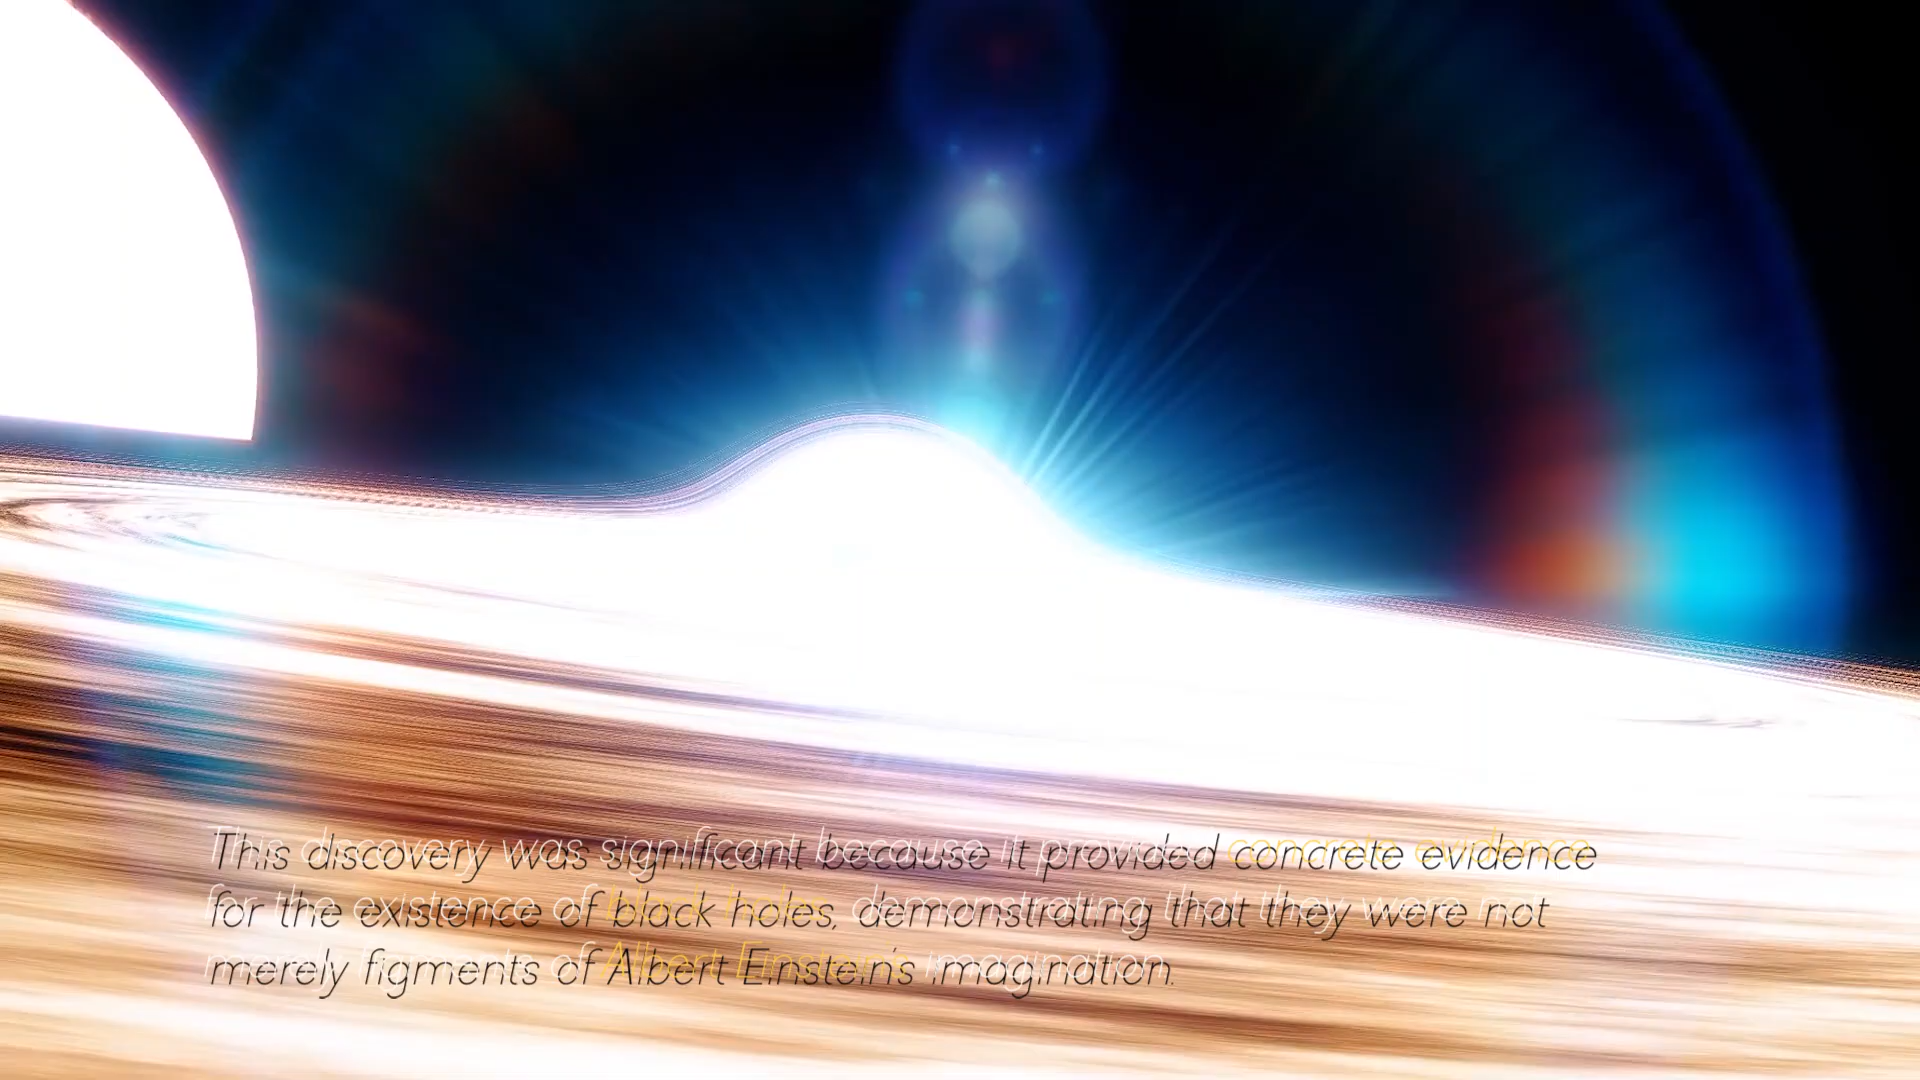 This discovery was significant because it provided concrete evidence
for the existence of black holes, demonstrating that they were not
merely figments of Albert Einstein's imagination.